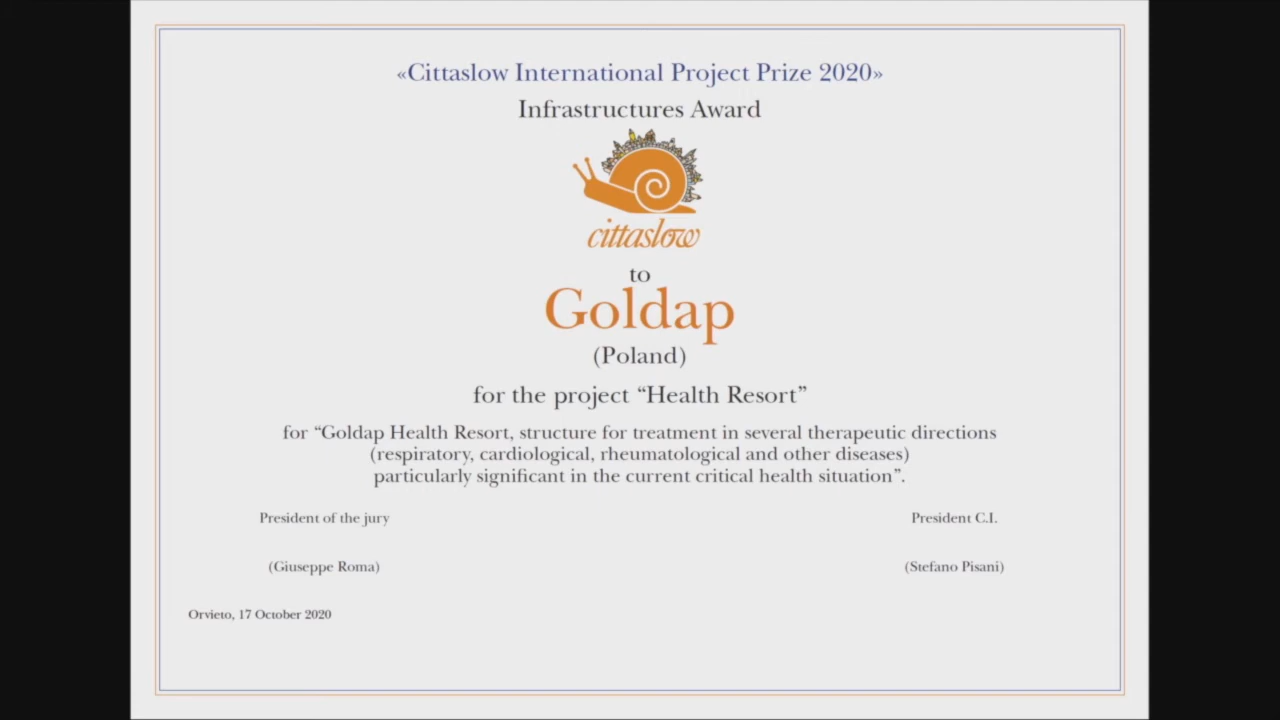 «Cittaslow International Project Prize 2020»
Infrastructures Award
cittaslow
to
Goldap
(Poland)
for the project “Health Resort”
for “Goldap Health Resort, structure for treatment in several therapeutic directions
(respiratory, cardiological, rheumatological and other diseases)
particularly significant in the current critical health situation”.
President of the jury
President C.I.
(Giuseppe Roma)
(Stefano Pisani)
Orvieto, 17 October 2020